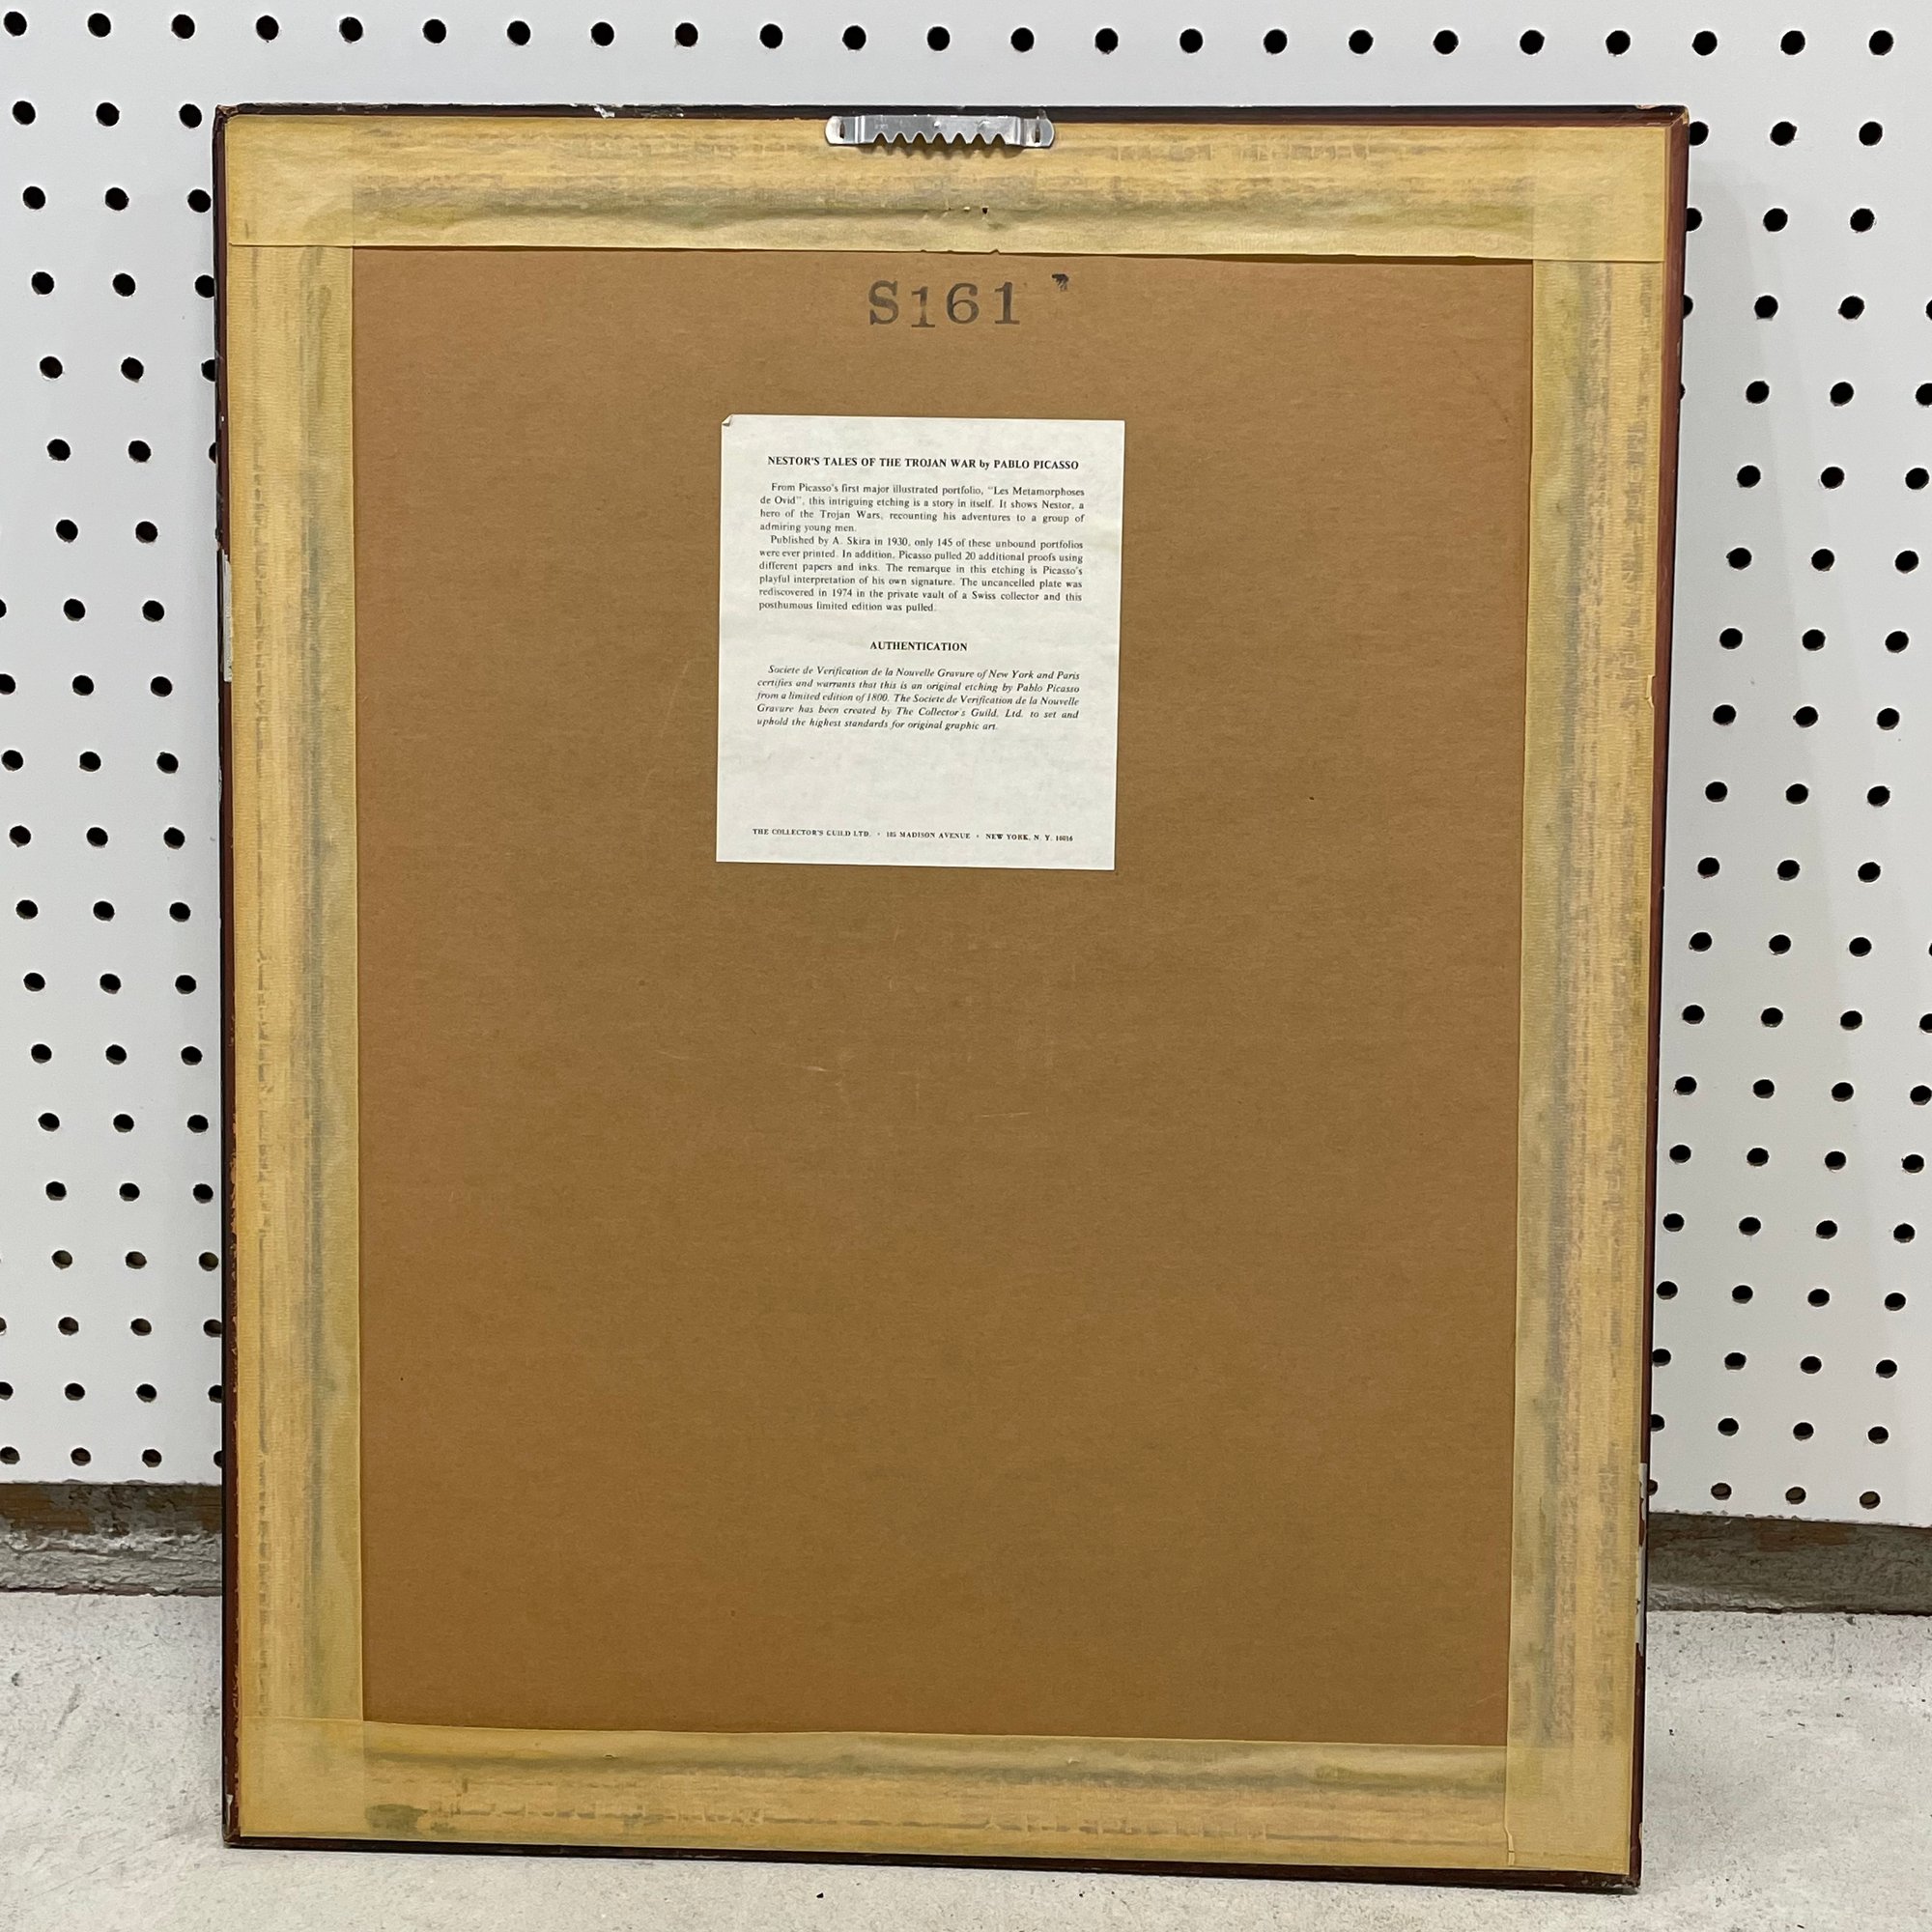 S161
NESTOR'S TALES OF THE TROJAN WAR by PABLO PICASSO
From Picasso's first major illustrated portfolio, "Les Metamorphoses
de Ovid", this intriguing etching is a story in itself. It shows Nestor, a
hero of the Trojan Wars, recounting his adventures to a group of
admiring young men.
Published by A. Skira in 1930, only 145 of these unbound portfolios
were ever printed. In addition, Picasso pulled 20 additional proofs using
different papers and inks. The remarque in this etching is Picasso's
playful interpretation of his own signature. The uncancelled plate was
rediscovered in 1974 in the private vault of a Swiss collector and this
posthumous limited edition was pulled.
AUTHENTICATION
Societe de Verification de la Nouvelle Gravure of New York and Paris
certifies and warrants that this is an original etching by Pablo Picasso
from a limited edition of 1800. The Societe de Verification de la Nouvelle
Gravure has been created by The Collector's Guild, Ltd. to set and
uphold the highest standards for original graphic art.
THE COLLECTOR'S GUILD LTD. • 185 MADISON AVENUE • NEW YORK, N. Y. 10016